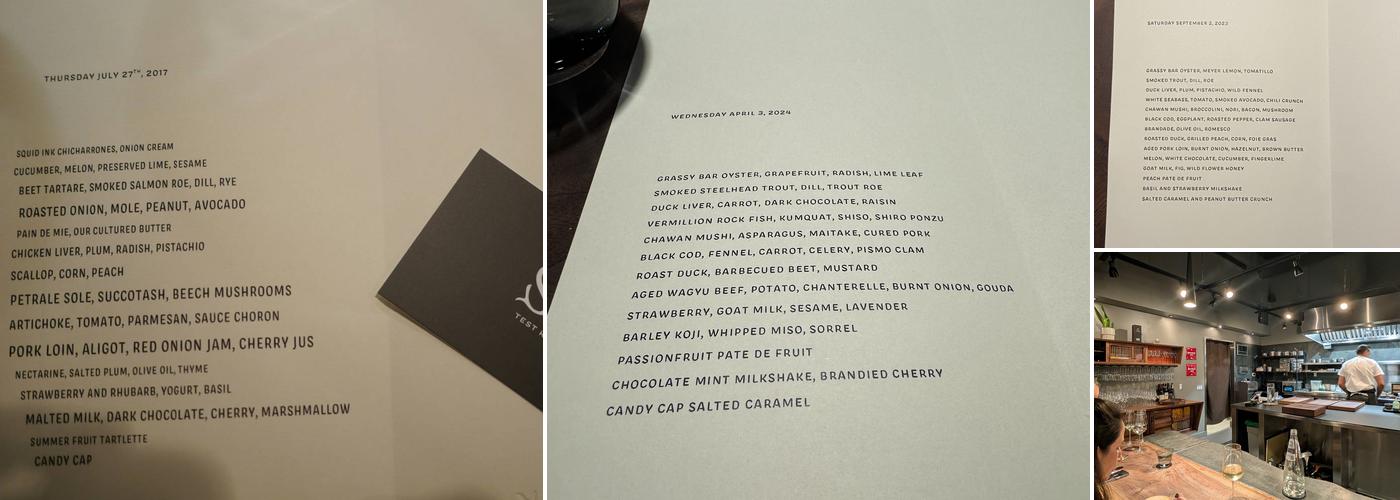 THURSDAY JULY 27TH, 2017
SQUID INK CHICHARRONES, ONION CREAM
CUCUMBER, MELON, PRESERVED LIME, SESAME
BEET TARTARE, SMOKED SALMON ROE, DILL, RYE
ROASTED ONION, MOLE, PEANUT, AVOCADO
PAIN DE MIE, OUR CULTURED BUTTER
CHICKEN LIVER, PLUM, RADISH, PISTACHIO
SCALLOP, CORN, PEACH
PETRALE SOLE, SUCCOTASH, BEECH MUSHROOMS
ARTICHOKE, TOMATO, PARMESAN, SAUCE CHORON
PORK LOIN, ALIGOT, RED ONION JAM, CHERRY JUS
NECTARINE, SALTED PLUM, OLIVE OIL, THYME
STRAWBERRY AND RHUBARB, YOGURT, BASIL
MALTED MILK, DARK CHOCOLATE, CHERRY, MARSHMALLOW
SUMMER FRUIT TARTLETTE
CANDY CAP
TEST
WEDNESDAY APRIL 3, 2024
GRASSY BAR OYSTER, GRAPEFRUIT, RADISH, LIME LEAF
SMOKED STEELHEAD TROUT, DILL, TROUT ROE
DUCK LIVER, CARROT, DARK CHOCOLATE, RAISIN
VERMILLION ROCK FISH, KUMQUAT, SHISO, SHIRO PONZU
CHAWAN MUSHI, ASPARAGUS, MAITAKE, CURED PORK
BLACK COD, FENNEL, CARROT, CELERY, PISMO CLAM
ROAST DUCK, BARBECUED BEET, MUSTARD
AGED WAGYU BEEF, POTATO, CHANTERELLE, BURNT ONION, GOUDA
STRAWBERRY, GOAT MILK, SESAME, LAVENDER
BARLEY KOJI, WHIPPED MISO, SORREL
PASSIONFRUIT PATE DE FRUIT
CHOCOLATE MINT MILKSHAKE, BRANDIED CHERRY
CANDY CAP SALTED CARAMEL
SATURDAY SEPTEMBER 2, 2023
GRASSY BAR OYSTER, MEYER LEMON, TOMATILLO
SMOKED TROUT, DILL, ROE
DUCK LIVER, PLUM, PISTACHIO, WILD FENNEL
WHITE SEABASS, TOMATO, SMOKED AVOCADO, CHILI CRUNCH
CHAWAN MUSHI, BROCCOLINI, NORI, BACON, MUSHROOM
BLACK COD, EGGPLANT, ROASTED PEPPER, CLAM SAUSAGE
BRANDADE, OLIVE OIL, ROMESCO
ROASTED DUCK, GRILLED PEACH, CORN, FOIE GRAS
AGED PORK LOIN, BURNT ONION, HAZELNUT, BROWN BUTTER
MELON, WHITE CHOCOLATE, CUCUMBER, FINGERLIME
GOAT MILK, FIG, WILD FLOWER HONEY
PEACH PATE DE FRUIT
BASIL AND STRAWBERRY MILKSHAKE
SALTED CARAMEL AND PEANUT BUTTER CRUNCH